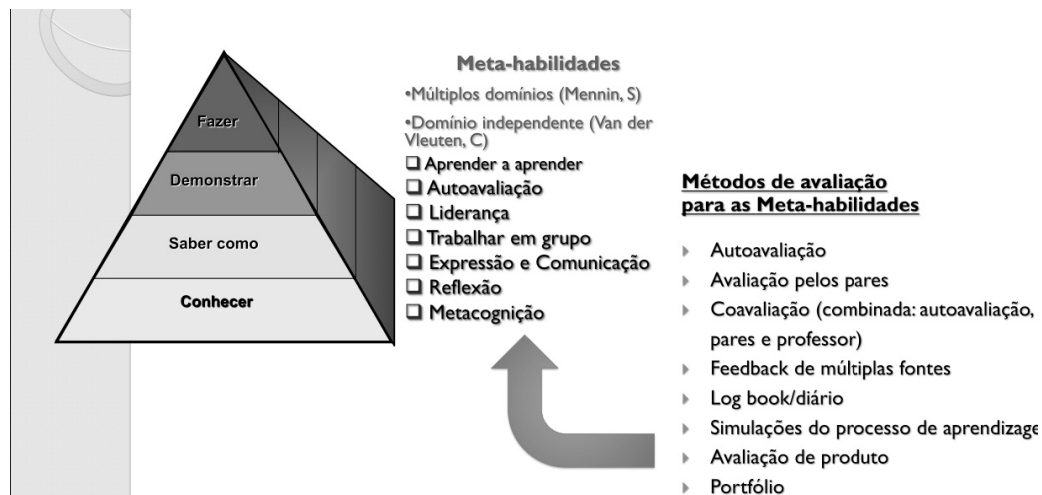 Fazer
Demonstrar
Saber como
Conhecer
Meta-habilidades
•Múltiplos domínios (Mennin, S)
•Domínio independente (Van der
Vleuten, C)
❑ Aprender a aprender
❑ Autoavaliação
❑ Liderança
❑ Trabalhar em grupo
❑ Expressão e Comunicação
❑ Reflexão
❑ Metacognição
Métodos de avaliação
para as Meta-habilidades
Autoavaliação
Avaliação pelos pares
Coavaliação (combinada: autoavaliação,
pares e professor)
Feedback de múltiplas fontes
Log book/diário
Simulações do processo de aprendizage
Avaliação de produto
Portfólio